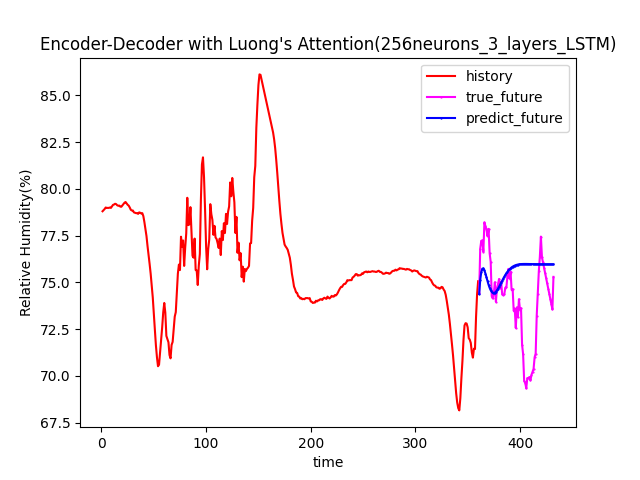 Encoder-Decoder with Luong's Attention(256neurons_3_layers_LSTM)
history
true_future
predict_future
85.0
82.5
80.0
77.5
75.0
72.5
70.0
67.5
Relative Humidity(%)
0 100 200 300 400
time